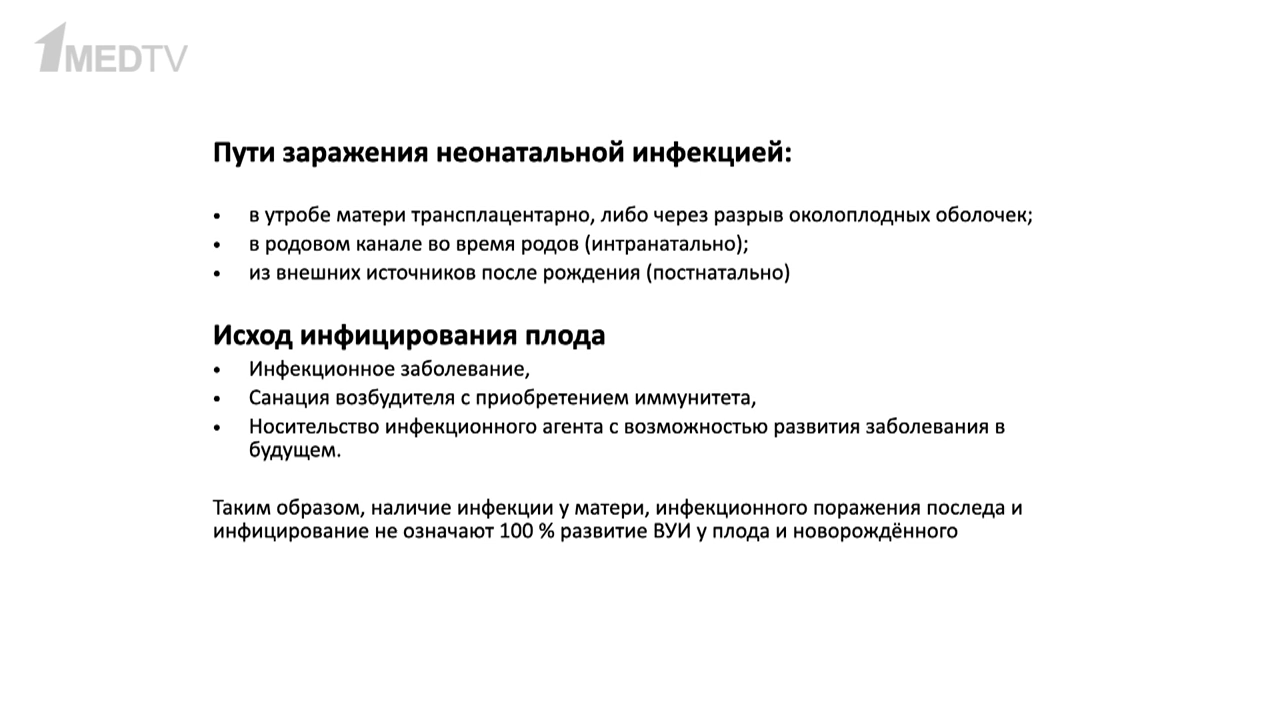 1MEDTV
Пути заражения неонатальной инфекцией:
• в утробе матери трансплацентарно, либо через разрыв околоплодных оболочек;
• в родовом канале во время родов (интранатально);
• из внешних источников после рождения (постнатально)
Исход инфицирования плода
• Инфекционное заболевание,
• Санация возбудителя с приобретением иммунитета,
• Носительство инфекционного агента с возможностью развития заболевания в
будущем.
Таким образом, наличие инфекции у матери, инфекционного поражения последа и
инфицирование не означают 100 % развитие ВУИ у плода и новорождённого